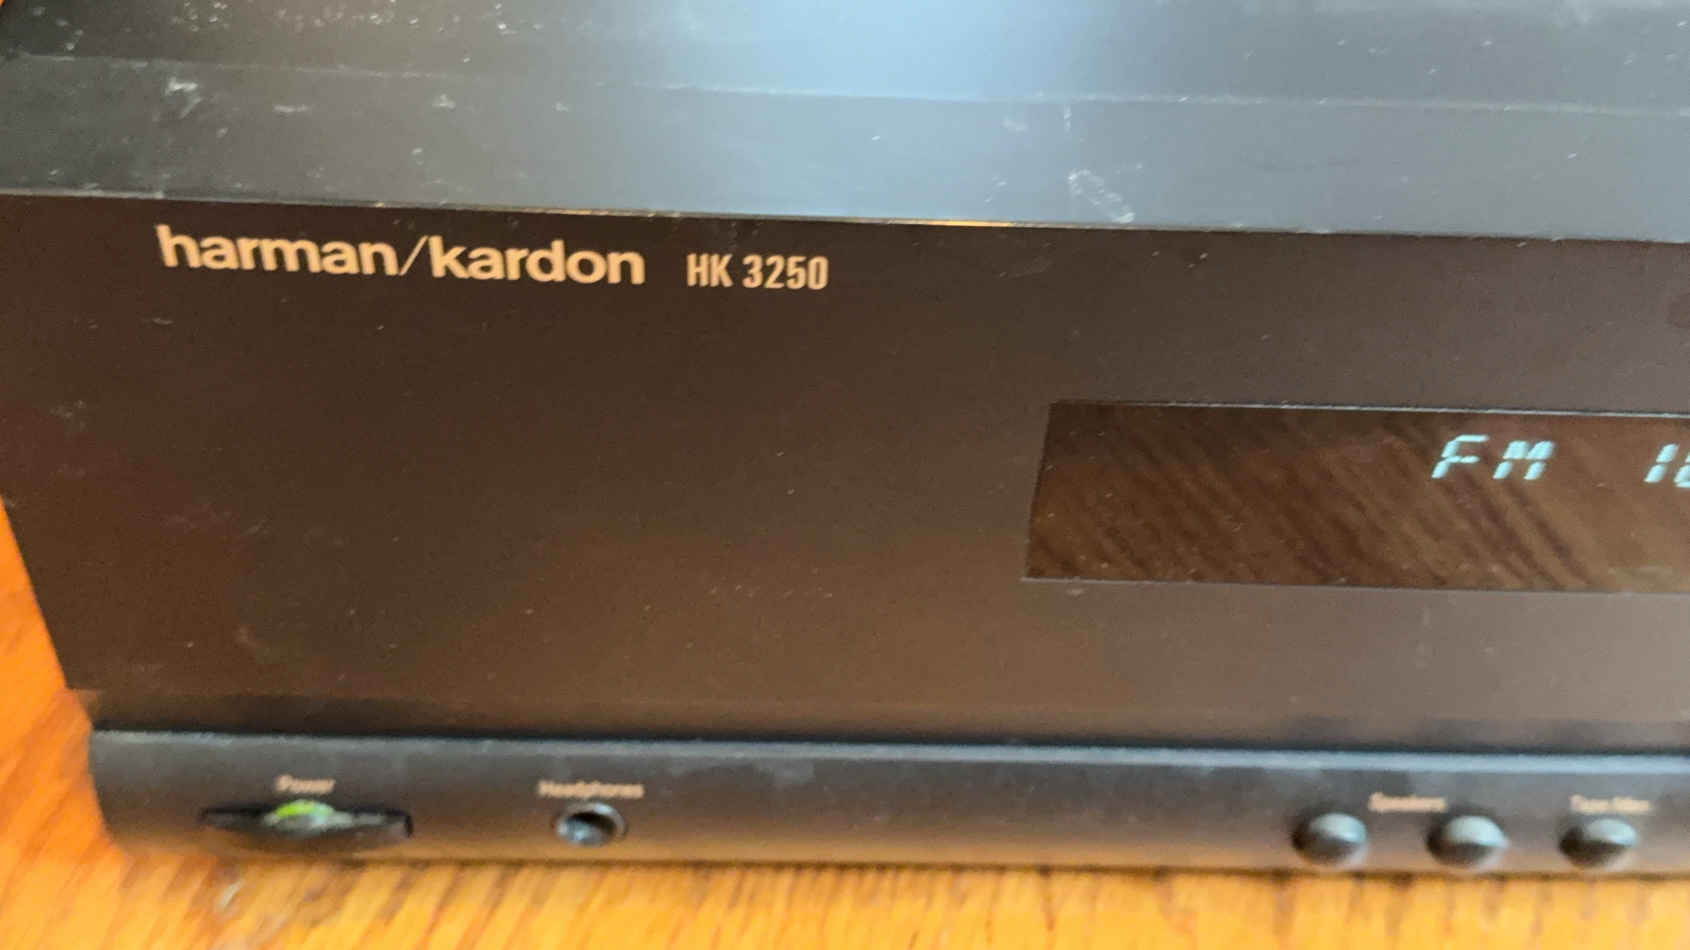 harman/kardon HK 3250
FM
Power
Headphones
Speakers